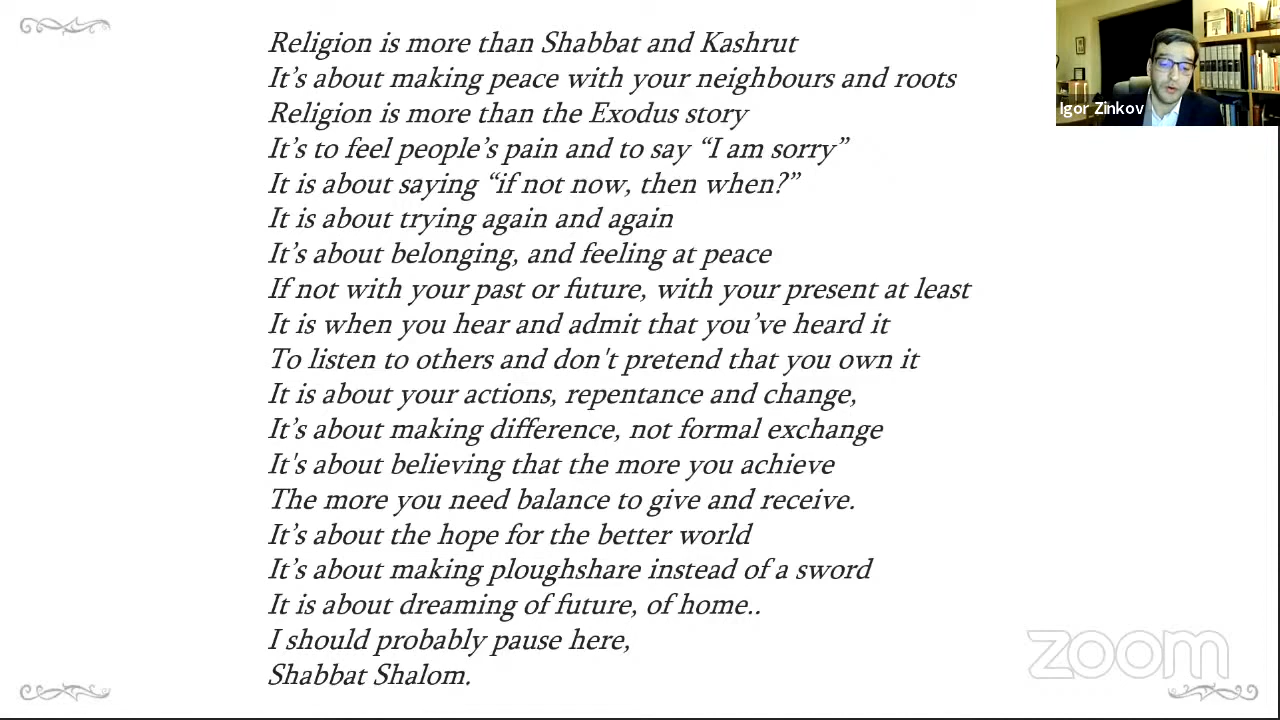 Religion is more than Shabbat and Kashrut
It’s about making peace with your neighbours and roots
Religion is more than the Exodus story
It’s to feel people’s pain and to say “I am sorry”
It is about saying “if not now, then when?”
It is about trying again and again
It’s about belonging, and feeling at peace
If not with your past or future, with your present at least
It is when you hear and admit that you’ve heard it
To listen to others and don't pretend that you own it
It is about your actions, repentance and change,
It’s about making difference, not formal exchange
It's about believing that the more you achieve
The more you need balance to give and receive.
It’s about the hope for the better world
It’s about making ploughshare instead of a sword
It is about dreaming of future, of home..
I should probably pause here,
Shabbat Shalom.
Igor Zinkov
zoom